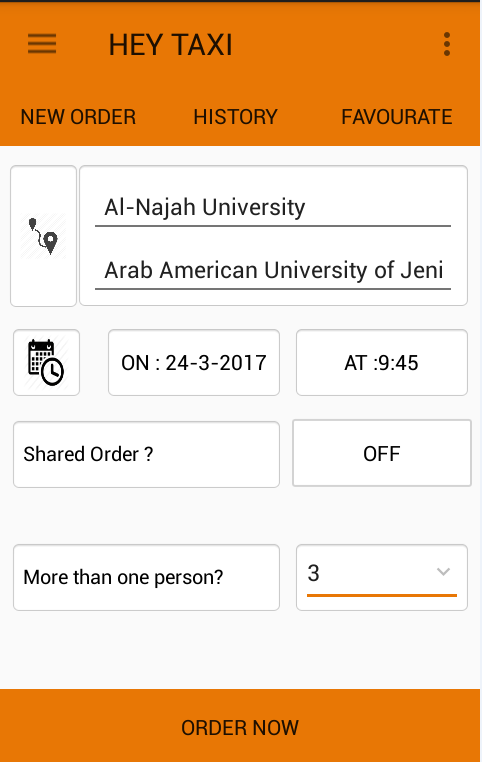 HEY TAXI
NEW ORDER HISTORY FAVOURATE
Al-Najah University
Arab American University of Jeni
ON : 24-3-2017 AT :9:45
Shared Order ? OFF
More than one person? 3
ORDER NOW